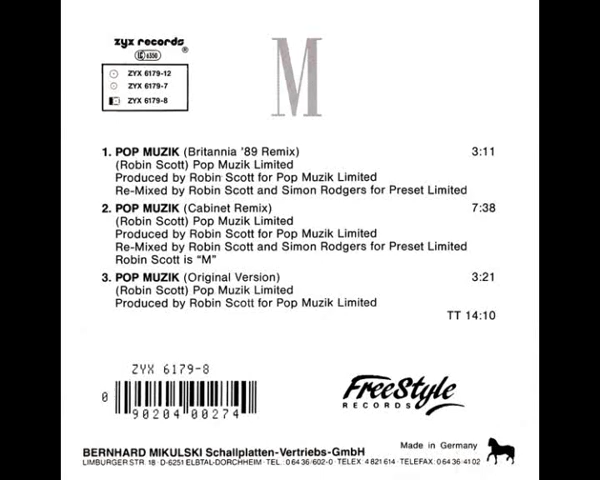 zyx records ®
LC 6350
ZYX 6179-12
ZYX 6179-7
ZYX 6179-8
M
1. POP MUZIK (Britannia '89 Remix) 3:11
(Robin Scott) Pop Muzik Limited
Produced by Robin Scott for Pop Muzik Limited
Re-Mixed by Robin Scott and Simon Rodgers for Preset Limited
2. POP MUZIK (Cabinet Remix) 7:38
(Robin Scott) Pop Muzik Limited
Produced by Robin Scott for Pop Muzik Limited
Re-Mixed by Robin Scott and Simon Rodgers for Preset Limited
Robin Scott is "M"
3. POP MUZIK (Original Version) 3:21
(Robin Scott) Pop Muzik Limited
Produced by Robin Scott for Pop Muzik Limited
TT 14:10
ZYX 6179-8
0 90204 00274
FreeStyle
RECORDS
BERNHARD MIKULSKI Schallplatten-Vertriebs-GmbH
LIMBURGER STR. 18 · D-6251 ELBTAL-DORCHHEIM · TEL. 0 64 36/602-0 · TELEX 4 821 614 · TELEFAX: 0 64 36-41 02
Made in Germany